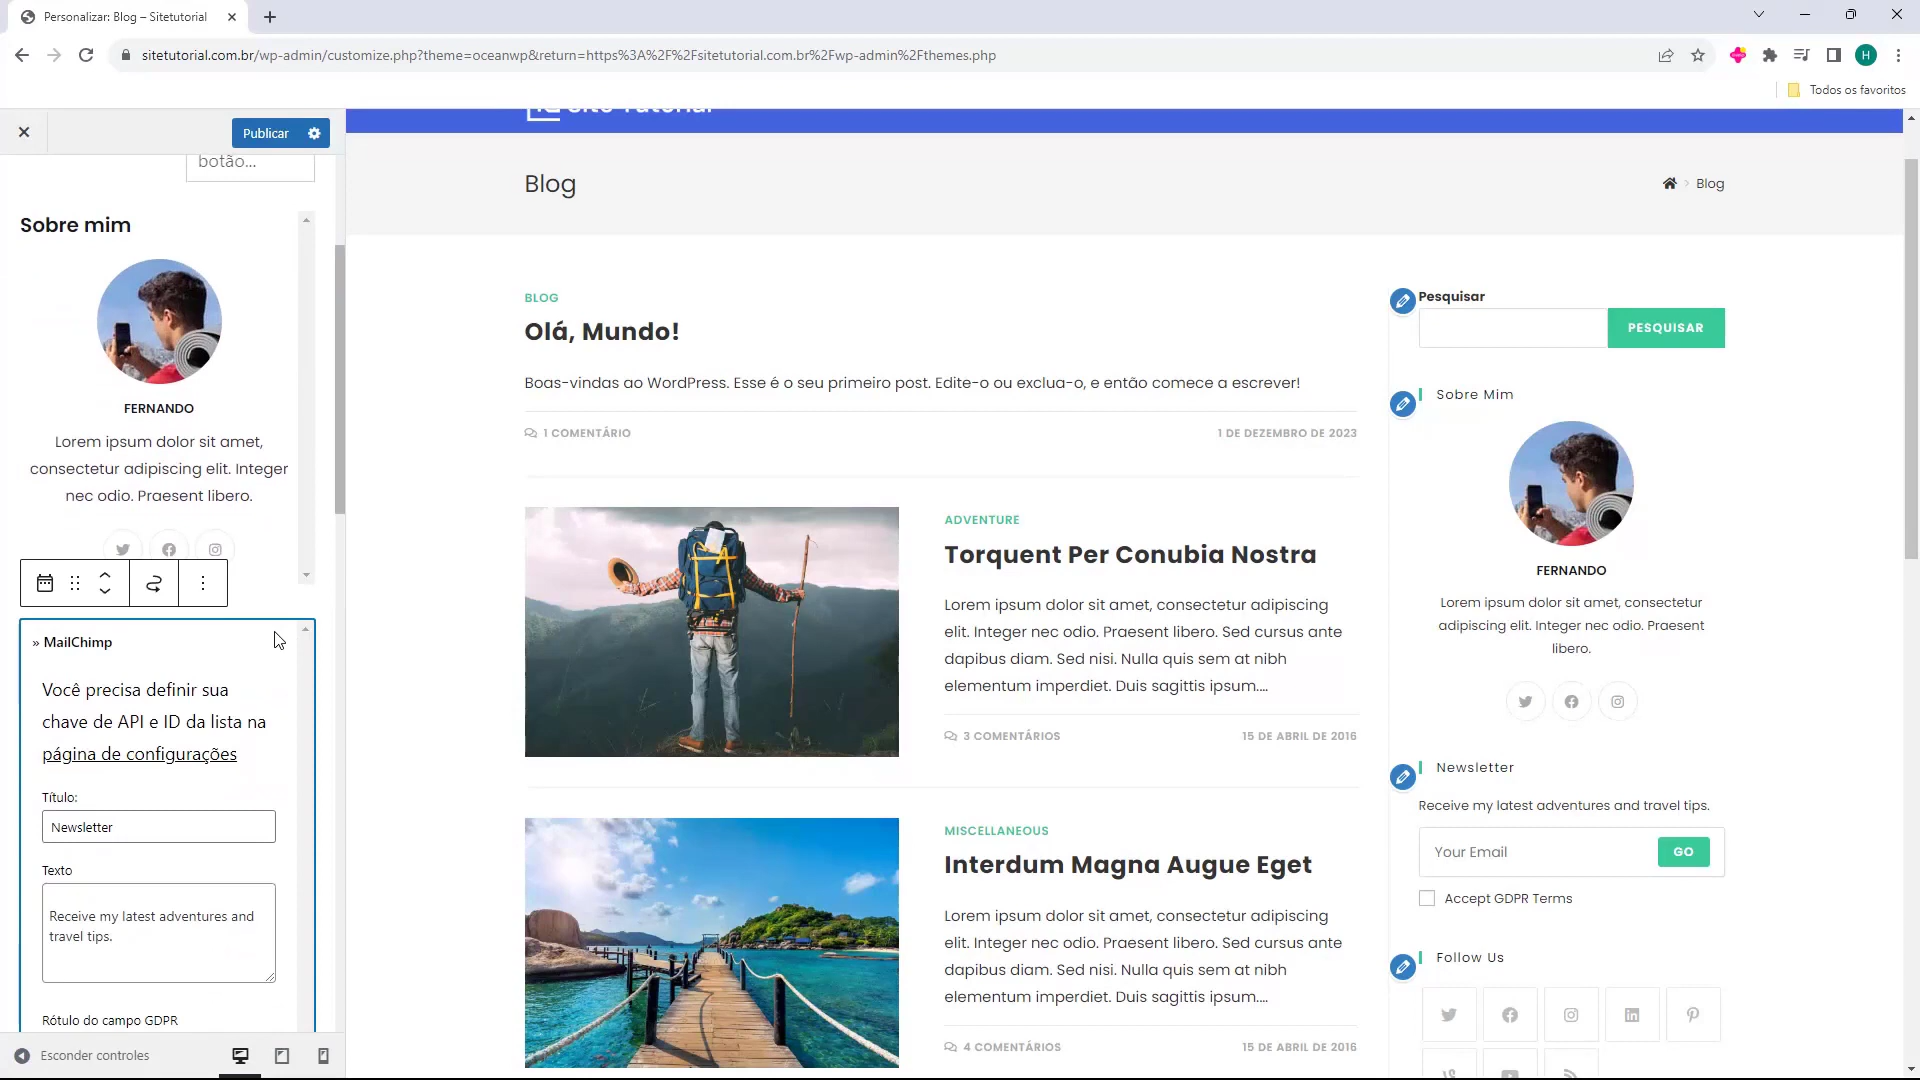 Personalizar: Blog – Sitetutorial
sitetutorial.com.br/wp-admin/customize.php?theme=oceanwp&return=https%3A%2F%2Fsitetutorial.com.br%2Fwp-admin%2Fthemes.php
H
Todos os favoritos
Publicar
botão...
Sobre mim
FERNANDO
Lorem ipsum dolor sit amet,
consectetur adipiscing elit. Integer
nec odio. Praesent libero.
» MailChimp
Você precisa definir sua
chave de API e ID da lista na
página de configurações
Título:
Newsletter
Texto
Receive my latest adventures and
travel tips.
Rótulo do campo GDPR
Esconder controles
Site Tutorial
Blog
> Blog
BLOG
Olá, Mundo!
Boas-vindas ao WordPress. Esse é o seu primeiro post. Edite-o ou exclua-o, e então comece a escrever!
1 COMENTÁRIO
1 DE DEZEMBRO DE 2023
ADVENTURE
Torquent Per Conubia Nostra
Lorem ipsum dolor sit amet, consectetur adipiscing
elit. Integer nec odio. Praesent libero. Sed cursus ante
dapibus diam. Sed nisi. Nulla quis sem at nibh
elementum imperdiet. Duis sagittis ipsum....
3 COMENTÁRIOS
15 DE ABRIL DE 2016
MISCELLANEOUS
Interdum Magna Augue Eget
Lorem ipsum dolor sit amet, consectetur adipiscing
elit. Integer nec odio. Praesent libero. Sed cursus ante
dapibus diam. Sed nisi. Nulla quis sem at nibh
elementum imperdiet. Duis sagittis ipsum....
4 COMENTÁRIOS
15 DE ABRIL DE 2016
Pesquisar
PESQUISAR
Sobre Mim
FERNANDO
Lorem ipsum dolor sit amet, consectetur
adipiscing elit. Integer nec odio. Praesent
libero.
Newsletter
Receive my latest adventures and travel tips.
Your Email
GO
Accept GDPR Terms
Follow Us